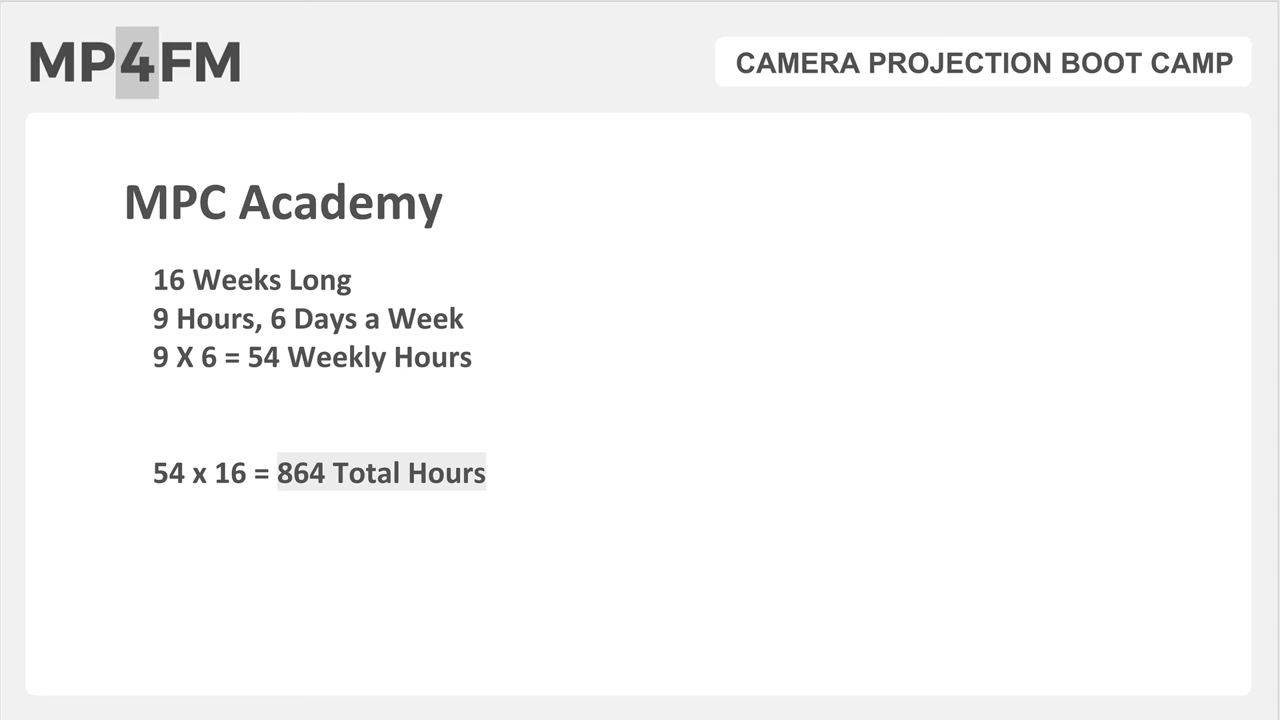 MP4FM
CAMERA PROJECTION BOOT CAMP
MPC Academy
16 Weeks Long
9 Hours, 6 Days a Week
9 X 6 = 54 Weekly Hours
54 x 16 = 864 Total Hours